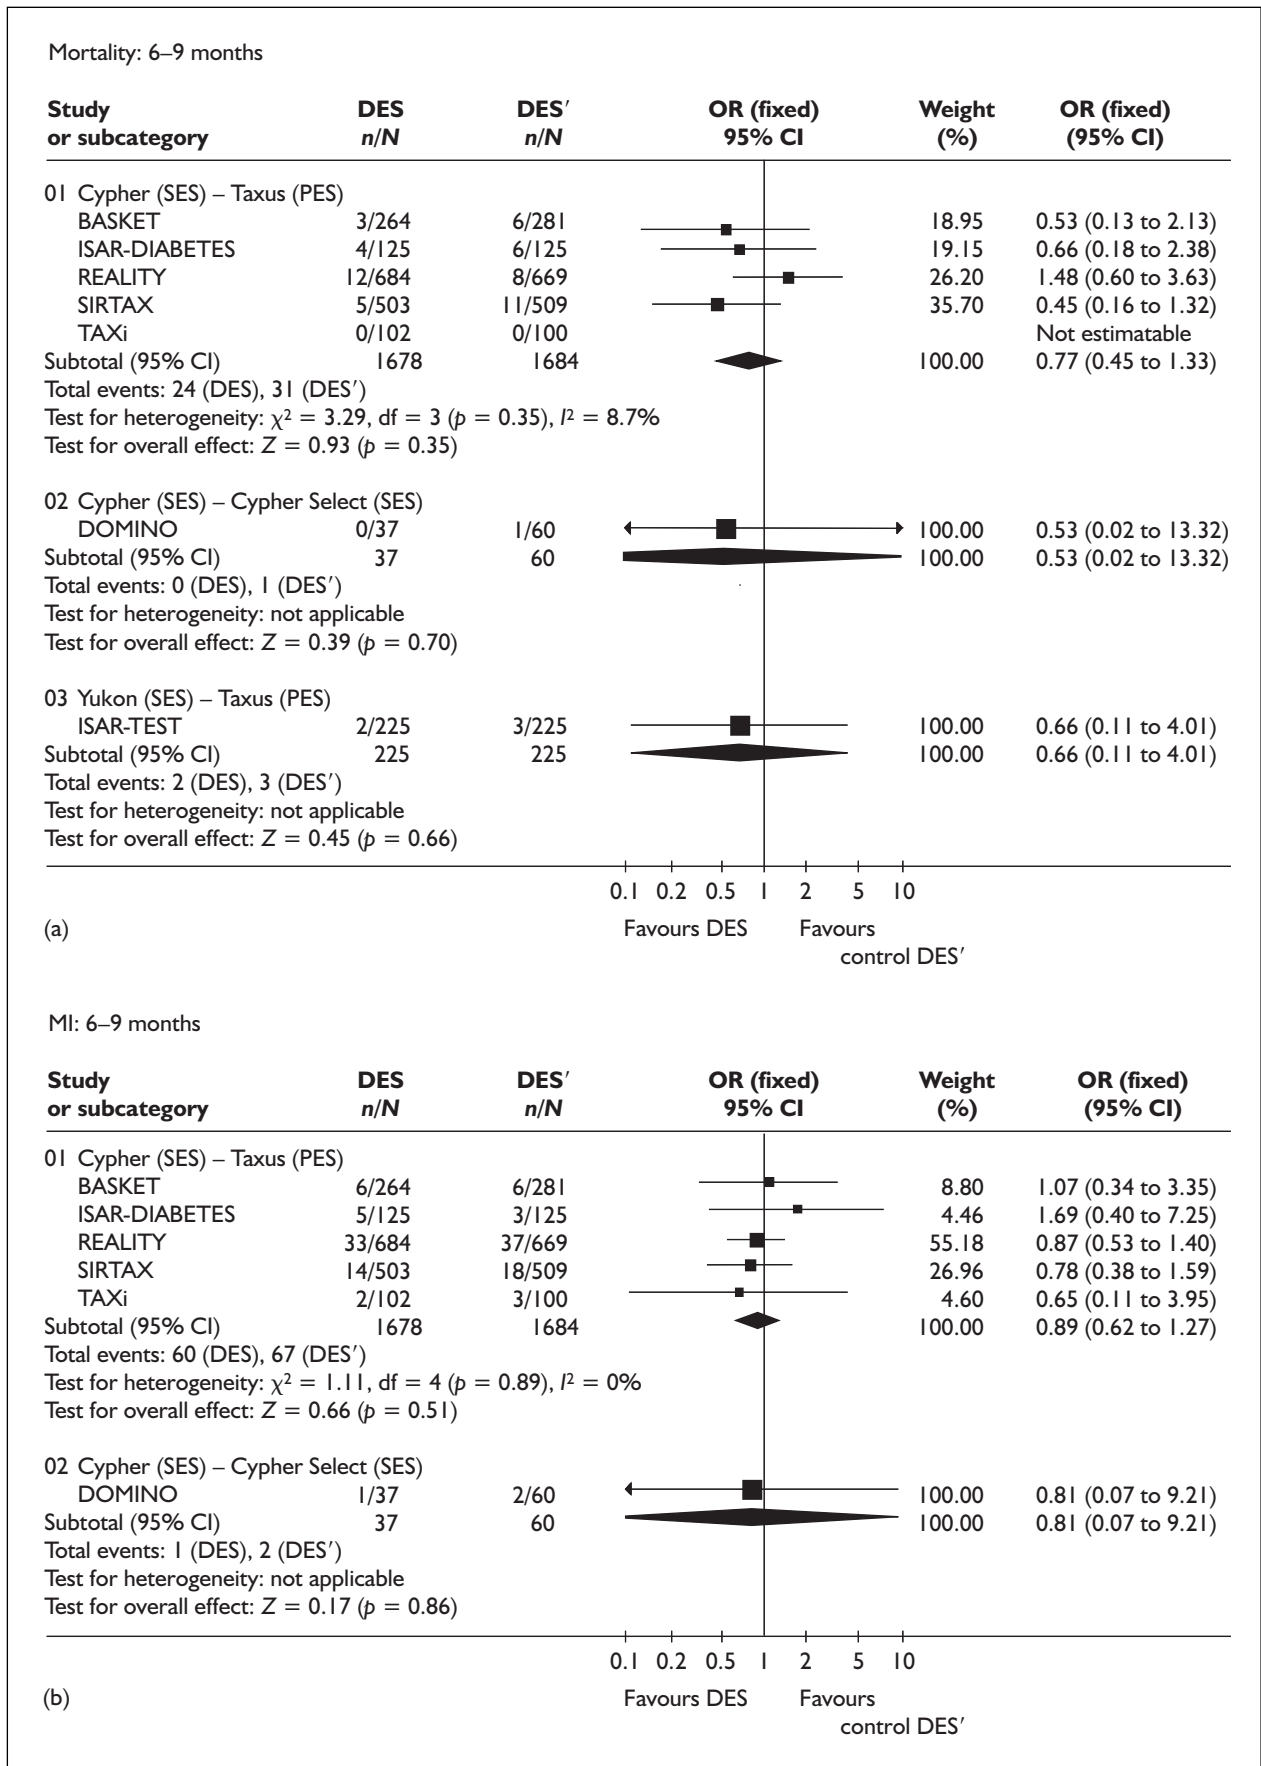 Mortality: 6–9 months
Study DES DES′ OR (fixed) Weight OR (fixed)
or subcategory n/N n/N 95% CI (%) (95% CI)
01 Cypher (SES) – Taxus (PES)
BASKET 3/264 6/281 18.95 0.53 (0.13 to 2.13)
ISAR-DIABETES 4/125 6/125 19.15 0.66 (0.18 to 2.38)
REALITY 12/684 8/669 26.20 1.48 (0.60 to 3.63)
SIRTAX 5/503 11/509 35.70 0.45 (0.16 to 1.32)
TAXi 0/102 0/100 Not estimatable
Subtotal (95% CI) 1678 1684 100.00 0.77 (0.45 to 1.33)
Total events: 24 (DES), 31 (DES′)
Test for heterogeneity: χ² = 3.29, df = 3 (p = 0.35), I² = 8.7%
Test for overall effect: Z = 0.93 (p = 0.35)
02 Cypher (SES) – Cypher Select (SES)
DOMINO 0/37 1/60 100.00 0.53 (0.02 to 13.32)
Subtotal (95% CI) 37 60 100.00 0.53 (0.02 to 13.32)
Total events: 0 (DES), 1 (DES′)
Test for heterogeneity: not applicable
Test for overall effect: Z = 0.39 (p = 0.70)
03 Yukon (SES) – Taxus (PES)
ISAR-TEST 2/225 3/225 100.00 0.66 (0.11 to 4.01)
Subtotal (95% CI) 225 225 100.00 0.66 (0.11 to 4.01)
Total events: 2 (DES), 3 (DES′)
Test for heterogeneity: not applicable
Test for overall effect: Z = 0.45 (p = 0.66)
0.1 0.2 0.5 1 2 5 10
(a) Favours DES Favours
control DES′
MI: 6–9 months
Study DES DES′ OR (fixed) Weight OR (fixed)
or subcategory n/N n/N 95% CI (%) (95% CI)
01 Cypher (SES) – Taxus (PES)
BASKET 6/264 6/281 8.80 1.07 (0.34 to 3.35)
ISAR-DIABETES 5/125 3/125 4.46 1.69 (0.40 to 7.25)
REALITY 33/684 37/669 55.18 0.87 (0.53 to 1.40)
SIRTAX 14/503 18/509 26.96 0.78 (0.38 to 1.59)
TAXi 2/102 3/100 4.60 0.65 (0.11 to 3.95)
Subtotal (95% CI) 1678 1684 100.00 0.89 (0.62 to 1.27)
Total events: 60 (DES), 67 (DES′)
Test for heterogeneity: χ² = 1.11, df = 4 (p = 0.89), I² = 0%
Test for overall effect: Z = 0.66 (p = 0.51)
02 Cypher (SES) – Cypher Select (SES)
DOMINO 1/37 2/60 100.00 0.81 (0.07 to 9.21)
Subtotal (95% CI) 37 60 100.00 0.81 (0.07 to 9.21)
Total events: 1 (DES), 2 (DES′)
Test for heterogeneity: not applicable
Test for overall effect: Z = 0.17 (p = 0.86)
0.1 0.2 0.5 1 2 5 10
(b) Favours DES Favours
control DES′